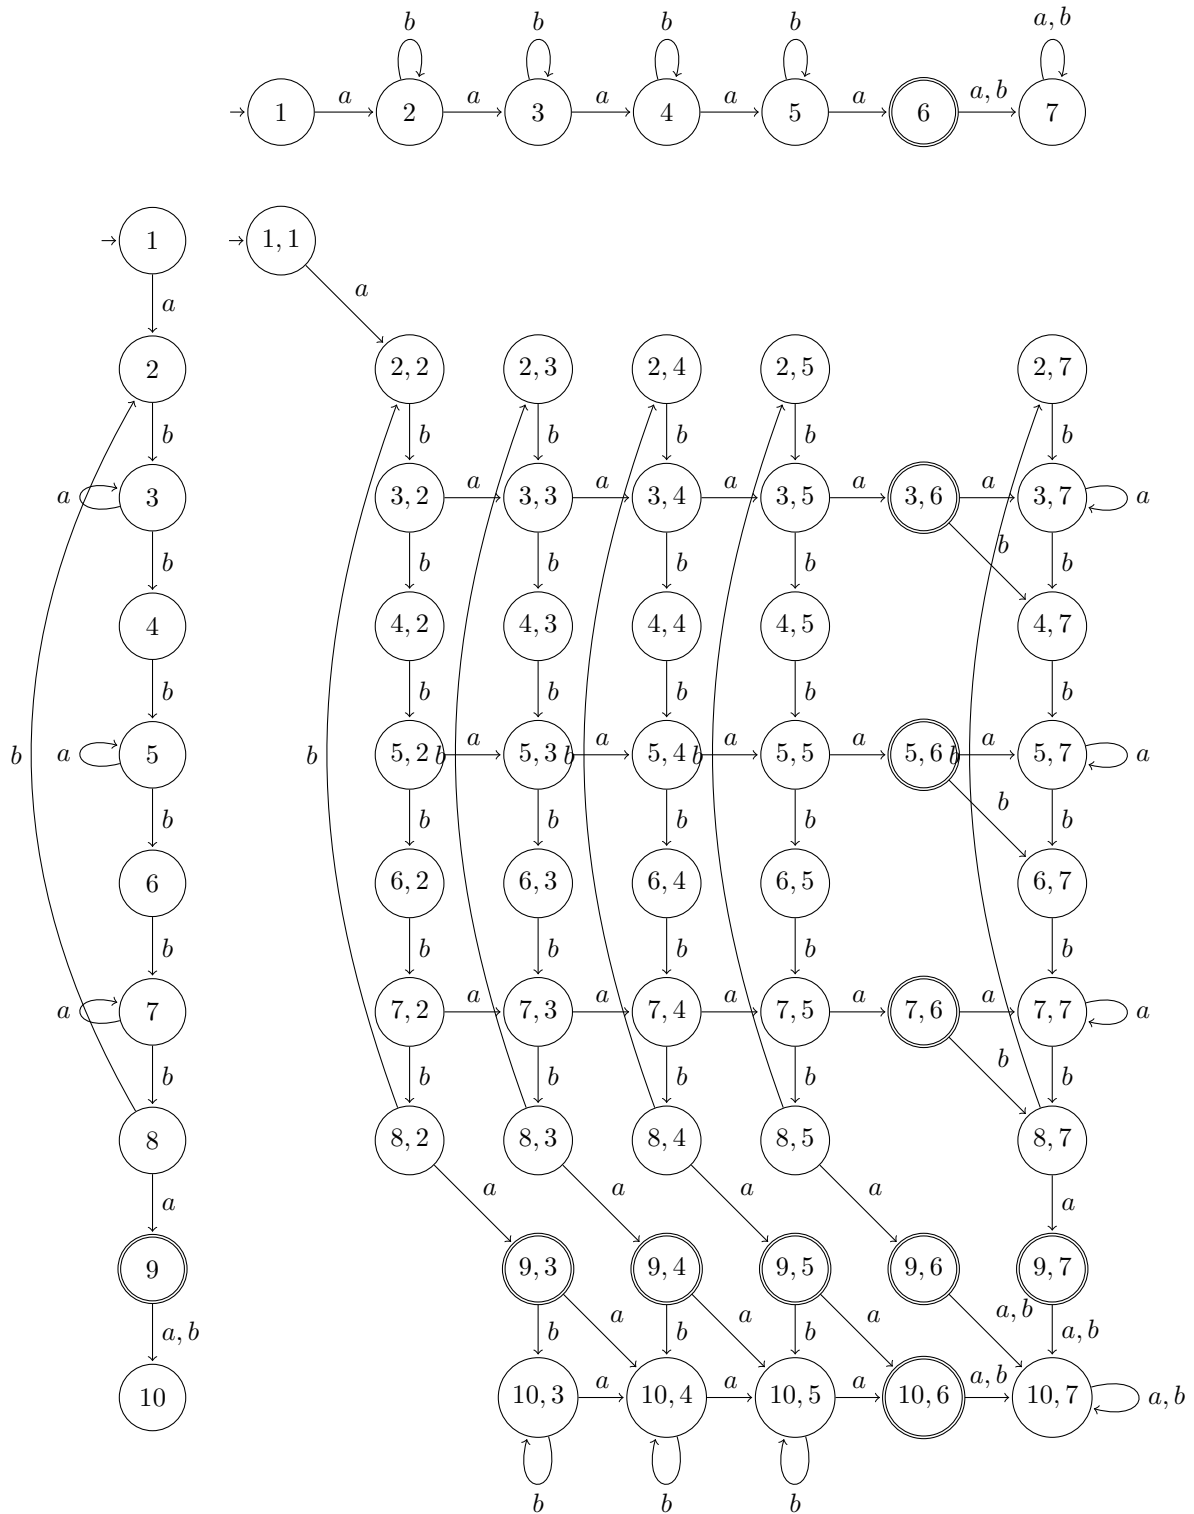 b b b b a, b
1 a 2 a 3 a 4 a 5 a 6 a, b 7
1 1, 1
a a
2 2, 2 2, 3 2, 4 2, 5 2, 7
b b b b b b
a 3 3, 2 a 3, 3 a 3, 4 a 3, 5 a 3, 6 a 3, 7 a
b b b b b b b
4 4, 2 4, 3 4, 4 4, 5 4, 7
b b b b b b
b a 5 b 5, 2 b a 5, 3 b a 5, 4 b a 5, 5 a 5, 6 b a 5, 7 a
b b b b b b b
6 6, 2 6, 3 6, 4 6, 5 6, 7
b b b b b b
a 7 7, 2 a 7, 3 a 7, 4 a 7, 5 a 7, 6 a 7, 7 a
b b b b b b b
8 8, 2 8, 3 8, 4 8, 5 8, 7
a a a a a a
9 9, 3 9, 4 9, 5 9, 6 9, 7
a, b b a b a b a a, b a, b
10 10, 3 a 10, 4 a 10, 5 a 10, 6 a, b 10, 7 a, b
b b b